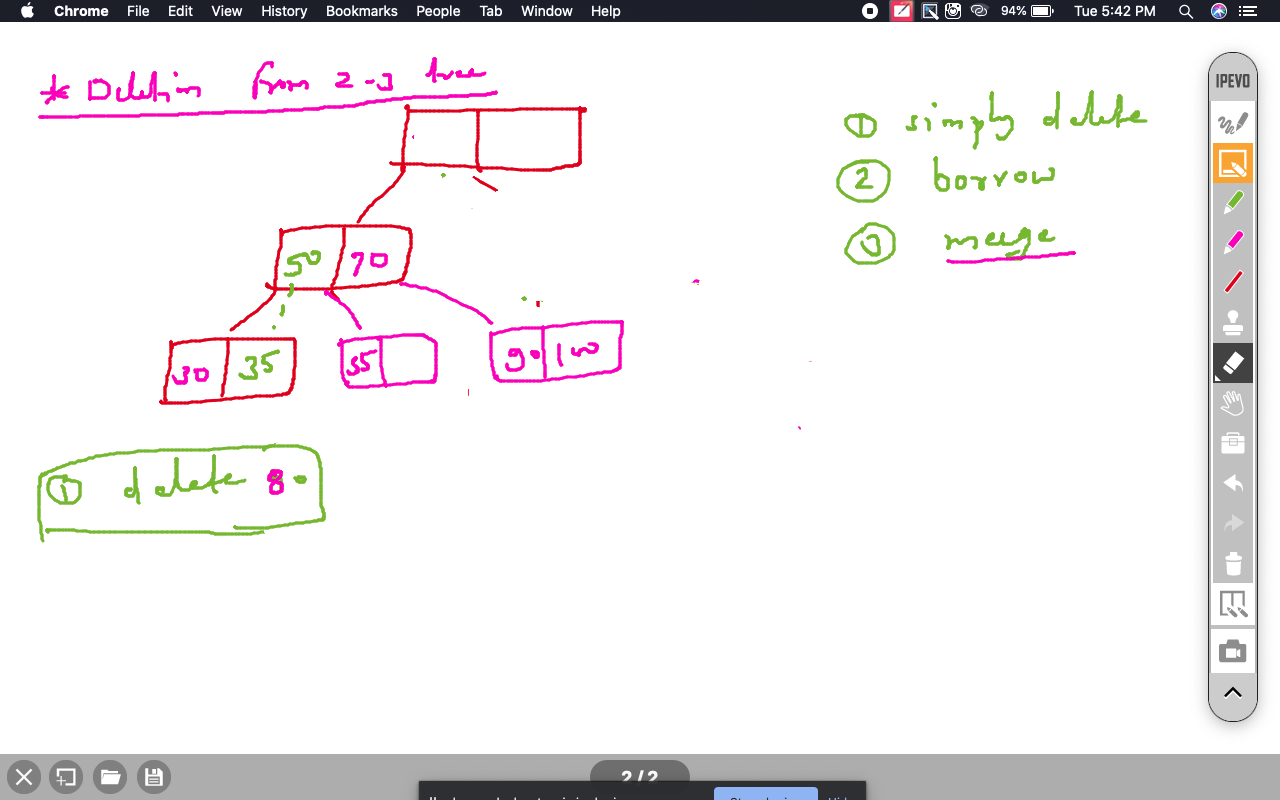 Chrome File Edit View History Bookmarks People Tab Window Help 94% Tue 5:42 PM
* Deletion from 2-3 tree
IPEVO
① simply delete
② borrow
③ merge
50 70
30 35 55 90 100
① delete 80
2 / 2